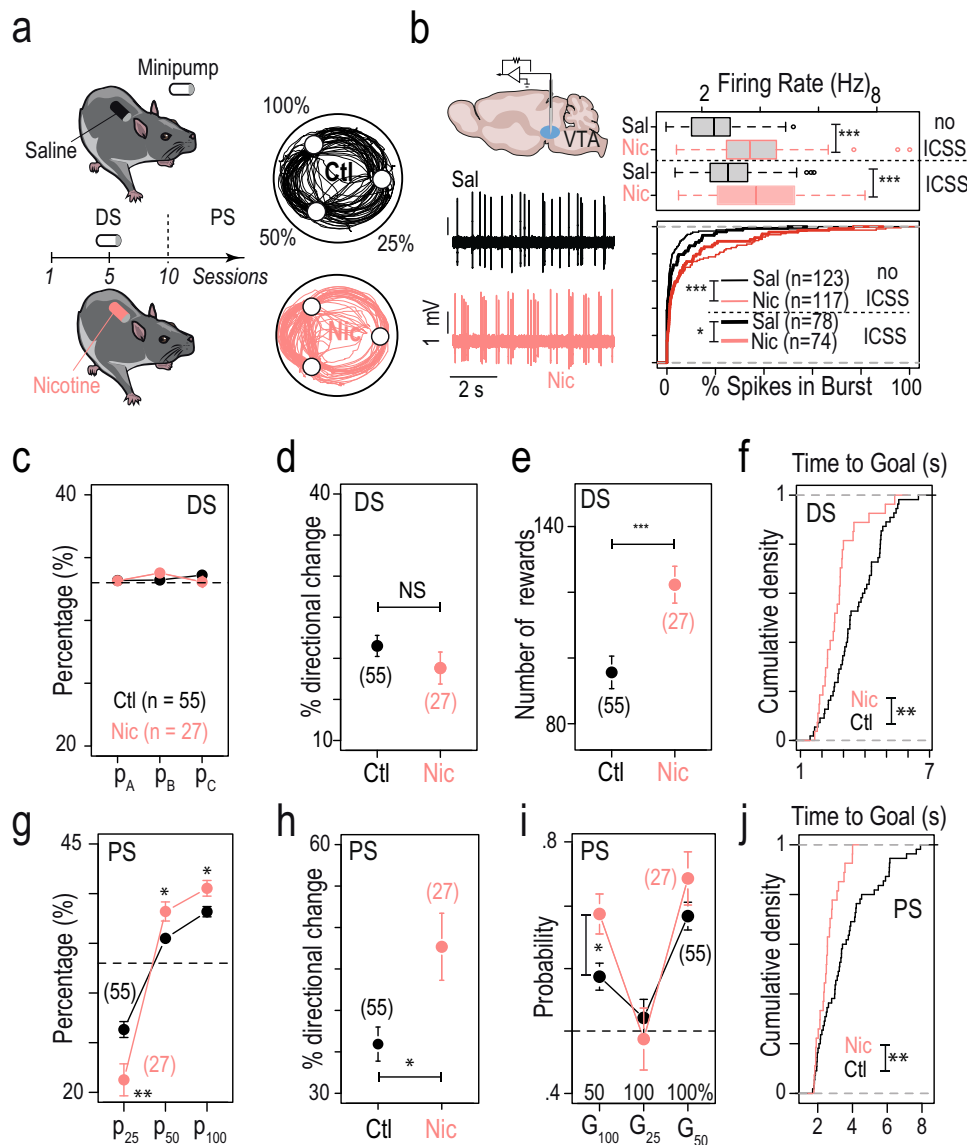 a
Minipump
Saline
DS
PS
1
5
10
Sessions
Nicotine
100%
Ctl
50%
25%
Nic
b
VTA
Sal
1 mV
2 s
Nic
Firing Rate (Hz)
2
8
Sal
Nic
***
no
ICSS
Sal
Nic
***
ICSS
***
Sal (n=123)
Nic (n=117)
no
ICSS
*
Sal (n=78)
Nic (n=74)
ICSS
0
100
% Spikes in Burst
c
40
DS
Percentage (%)
Ctl (n = 55)
Nic (n = 27)
20
pA
pB
pC
d
40
DS
% directional change
NS
(55)
(27)
10
Ctl
Nic
e
DS
140
***
Number of rewards
(27)
(55)
80
Ctl
Nic
f
Time to Goal (s)
1
DS
Cumulative density
Nic
Ctl
**
0
1
7
g
45
PS
*
*
Percentage (%)
(55)
(27)
**
20
p25
p50
p100
h
60
PS
(27)
% directional change
(55)
*
30
Ctl
Nic
i
.8
PS
(27)
Probability
*
(55)
50
100
100%
.4
G100
G25
G50
j
Time to Goal (s)
1
PS
Cumulative density
Nic
Ctl
**
0
2
4
6
8